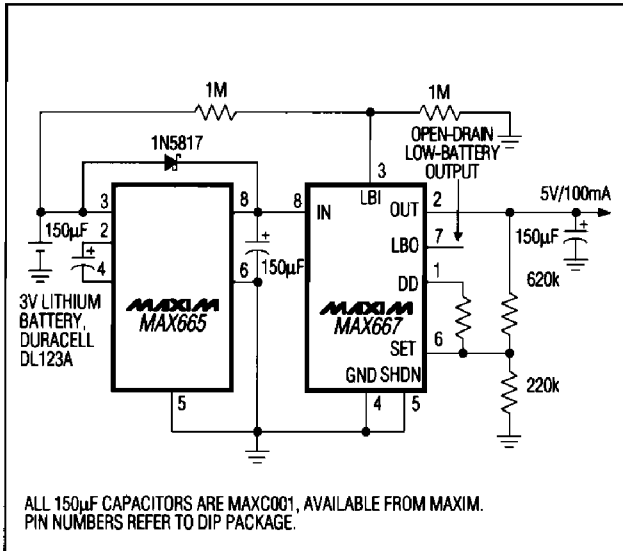 1M
1M
1N5817
OPEN-DRAIN
LOW-BATTERY
OUTPUT
3
LBI
5V/100mA
3
8
8
IN
OUT
2
150µF
2
4
150µF
6
LBO
7
150µF
DD
1
620k
3V LITHIUM
BATTERY,
DURACELL
DL123A
MAXIM
MAX665
MAXIM
MAX667
SET
6
GND
SHDN
220k
5
4
5
ALL 150µF CAPACITORS ARE MAXC001, AVAILABLE FROM MAXIM.
PIN NUMBERS REFER TO DIP PACKAGE.